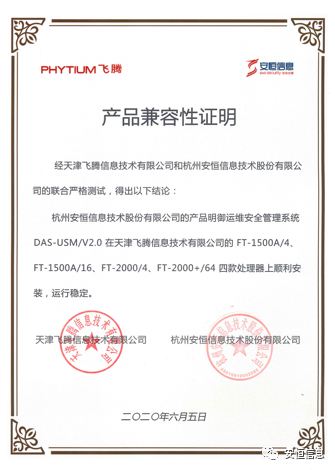 PHYTIUM飞腾
安恒信息
产品兼容性证明
经天津飞腾信息技术有限公司和杭州安恒信息技术股份有限公
司的联合严格测试，得出以下结论：
杭州安恒信息技术股份有限公司的产品明御运维安全管理系统
DAS-USM/V2.0 在天津飞腾信息技术有限公司的 FT-1500A/4、
FT-1500A/16、FT-2000/4、FT-2000+/64 四款处理器上顺利安
装，运行稳定。
天津飞腾信息技术有限公司 杭州安恒信息技术股份有限公司
二〇二〇年六月五日
安恒信息